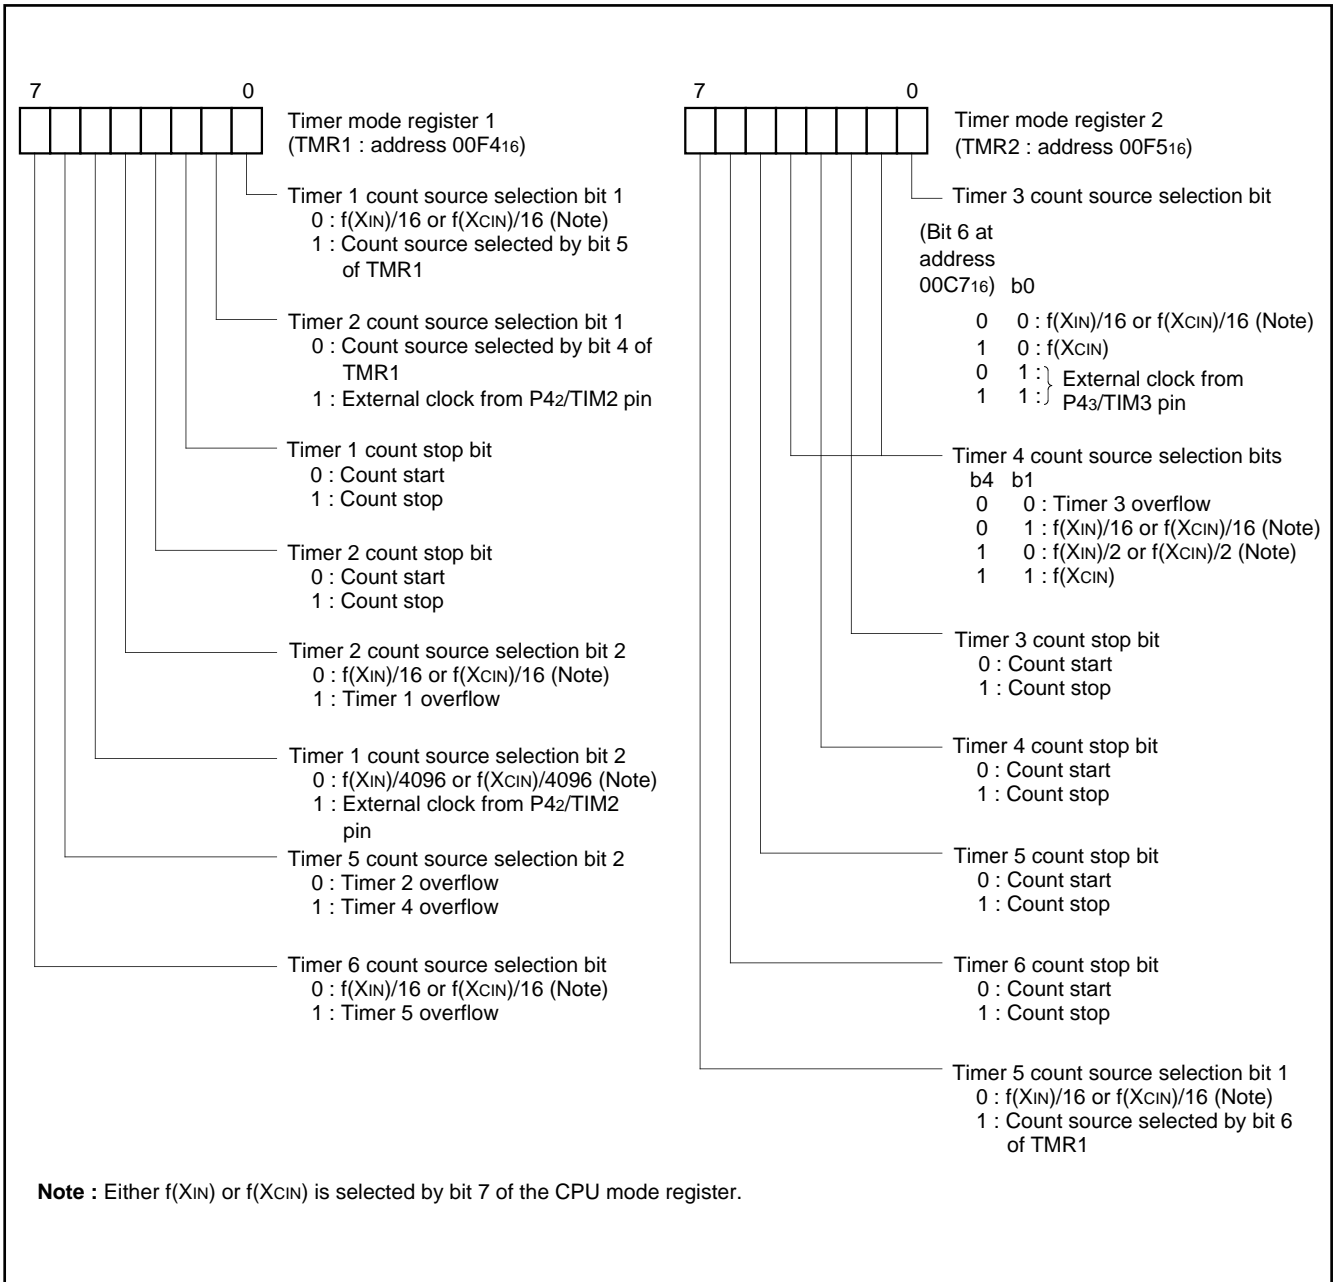 7 0
Timer mode register 1
(TMR1 : address 00F416)
Timer 1 count source selection bit 1
0 : f(XIN)/16 or f(XCIN)/16 (Note)
1 : Count source selected by bit 5
of TMR1
Timer 2 count source selection bit 1
0 : Count source selected by bit 4 of
TMR1
1 : External clock from P42/TIM2 pin
Timer 1 count stop bit
0 : Count start
1 : Count stop
Timer 2 count stop bit
0 : Count start
1 : Count stop
Timer 2 count source selection bit 2
0 : f(XIN)/16 or f(XCIN)/16 (Note)
1 : Timer 1 overflow
Timer 1 count source selection bit 2
0 : f(XIN)/4096 or f(XCIN)/4096 (Note)
1 : External clock from P42/TIM2
pin
Timer 5 count source selection bit 2
0 : Timer 2 overflow
1 : Timer 4 overflow
Timer 6 count source selection bit
0 : f(XIN)/16 or f(XCIN)/16 (Note)
1 : Timer 5 overflow
7 0
Timer mode register 2
(TMR2 : address 00F516)
Timer 3 count source selection bit
(Bit 6 at
address
00C716) b0
0 0 : f(XIN)/16 or f(XCIN)/16 (Note)
1 0 : f(XCIN)
0 1 : External clock from
1 1 : P43/TIM3 pin
Timer 4 count source selection bits
b4 b1
0 0 : Timer 3 overflow
0 1 : f(XIN)/16 or f(XCIN)/16 (Note)
1 0 : f(XIN)/2 or f(XCIN)/2 (Note)
1 1 : f(XCIN)
Timer 3 count stop bit
0 : Count start
1 : Count stop
Timer 4 count stop bit
0 : Count start
1 : Count stop
Timer 5 count stop bit
0 : Count start
1 : Count stop
Timer 6 count stop bit
0 : Count start
1 : Count stop
Timer 5 count source selection bit 1
0 : f(XIN)/16 or f(XCIN)/16 (Note)
1 : Count source selected by bit 6
of TMR1
Note : Either f(XIN) or f(XCIN) is selected by bit 7 of the CPU mode register.